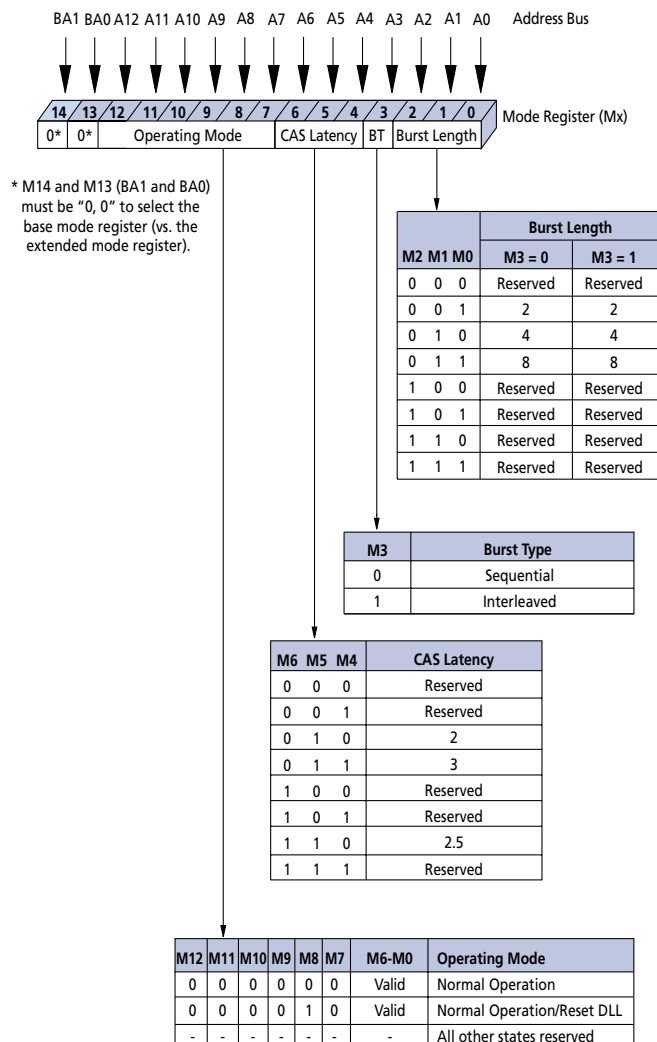 BA1 BA0 A12 A11 A10 A9 A8 A7 A6 A5 A4 A3 A2 A1 A0 Address Bus
14 13 12 11 10 9 8 7 6 5 4 3 2 1 0 Mode Register (Mx)
0* 0* Operating Mode CAS Latency BT Burst Length
* M14 and M13 (BA1 and BA0)
must be “0, 0” to select the
base mode register (vs. the
extended mode register).
Burst Length
M2 M1 M0 M3 = 0 M3 = 1
0 0 0 Reserved Reserved
0 0 1 2 2
0 1 0 4 4
0 1 1 8 8
1 0 0 Reserved Reserved
1 0 1 Reserved Reserved
1 1 0 Reserved Reserved
1 1 1 Reserved Reserved
M3 Burst Type
0 Sequential
1 Interleaved
M6 M5 M4 CAS Latency
0 0 0 Reserved
0 0 1 Reserved
0 1 0 2
0 1 1 3
1 0 0 Reserved
1 0 1 Reserved
1 1 0 2.5
1 1 1 Reserved
M12 M11 M10 M9 M8 M7 M6-M0 Operating Mode
0 0 0 0 0 0 Valid Normal Operation
0 0 0 0 1 0 Valid Normal Operation/Reset DLL
- - - - - - - All other states reserved